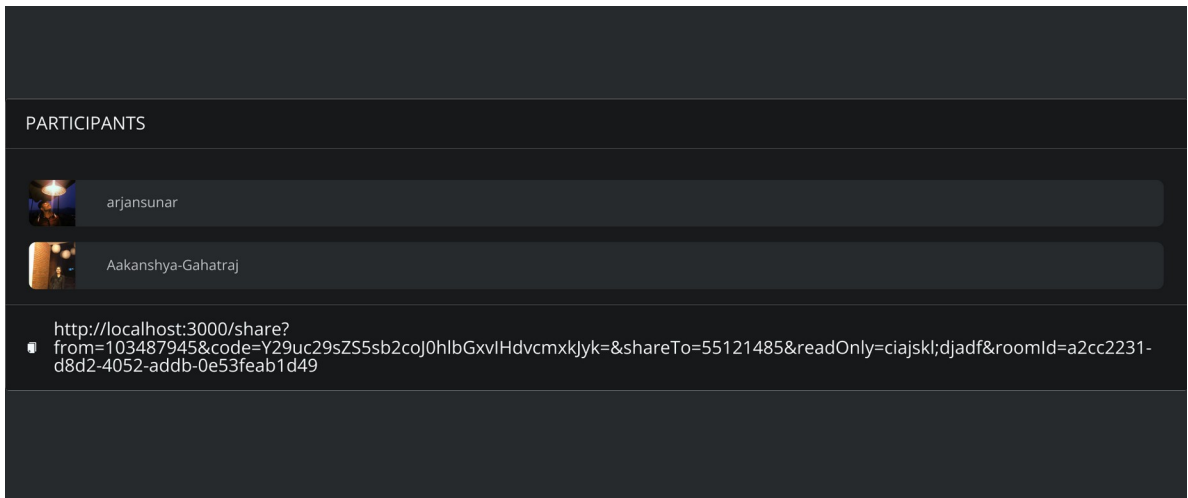 PARTICIPANTS
arjansunar
Aakanshya-Gahatraj
http://localhost:3000/share?
from=103487945&code=Y29uc29sZS5sb2coJ0hlbGxvIHdvcmxkJyk=&shareTo=55121485&readOnly=ciajskl;djadf&roomId=a2cc2231-
d8d2-4052-addb-0e53feab1d49